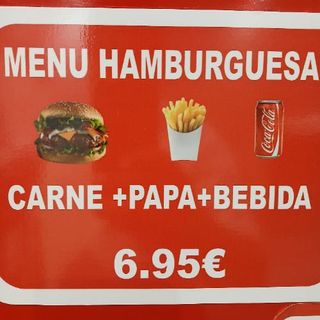 MENU HAMBURGUESA
Coca-Cola
CARNE +PAPA+BEBIDA
6.95€